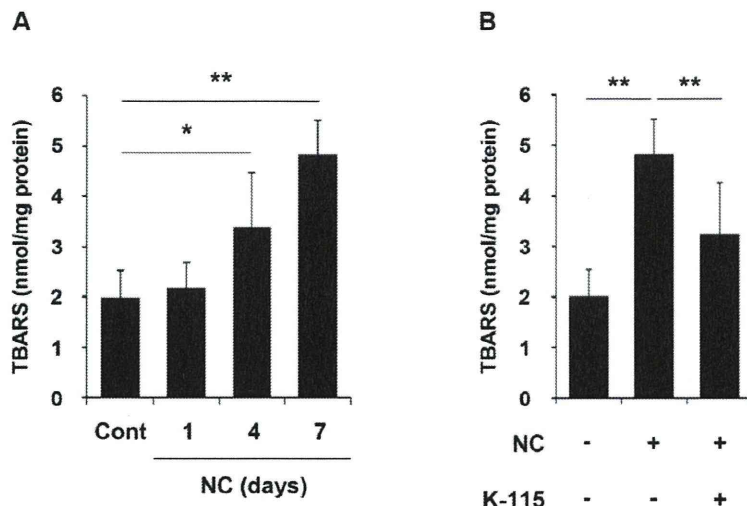 A
**
*
TBARS (nmol/mg protein)
6
5
4
3
2
1
0
Cont 1 4 7
NC (days)
B
** **
TBARS (nmol/mg protein)
6
5
4
3
2
1
0
NC - + +
K-115 - - +